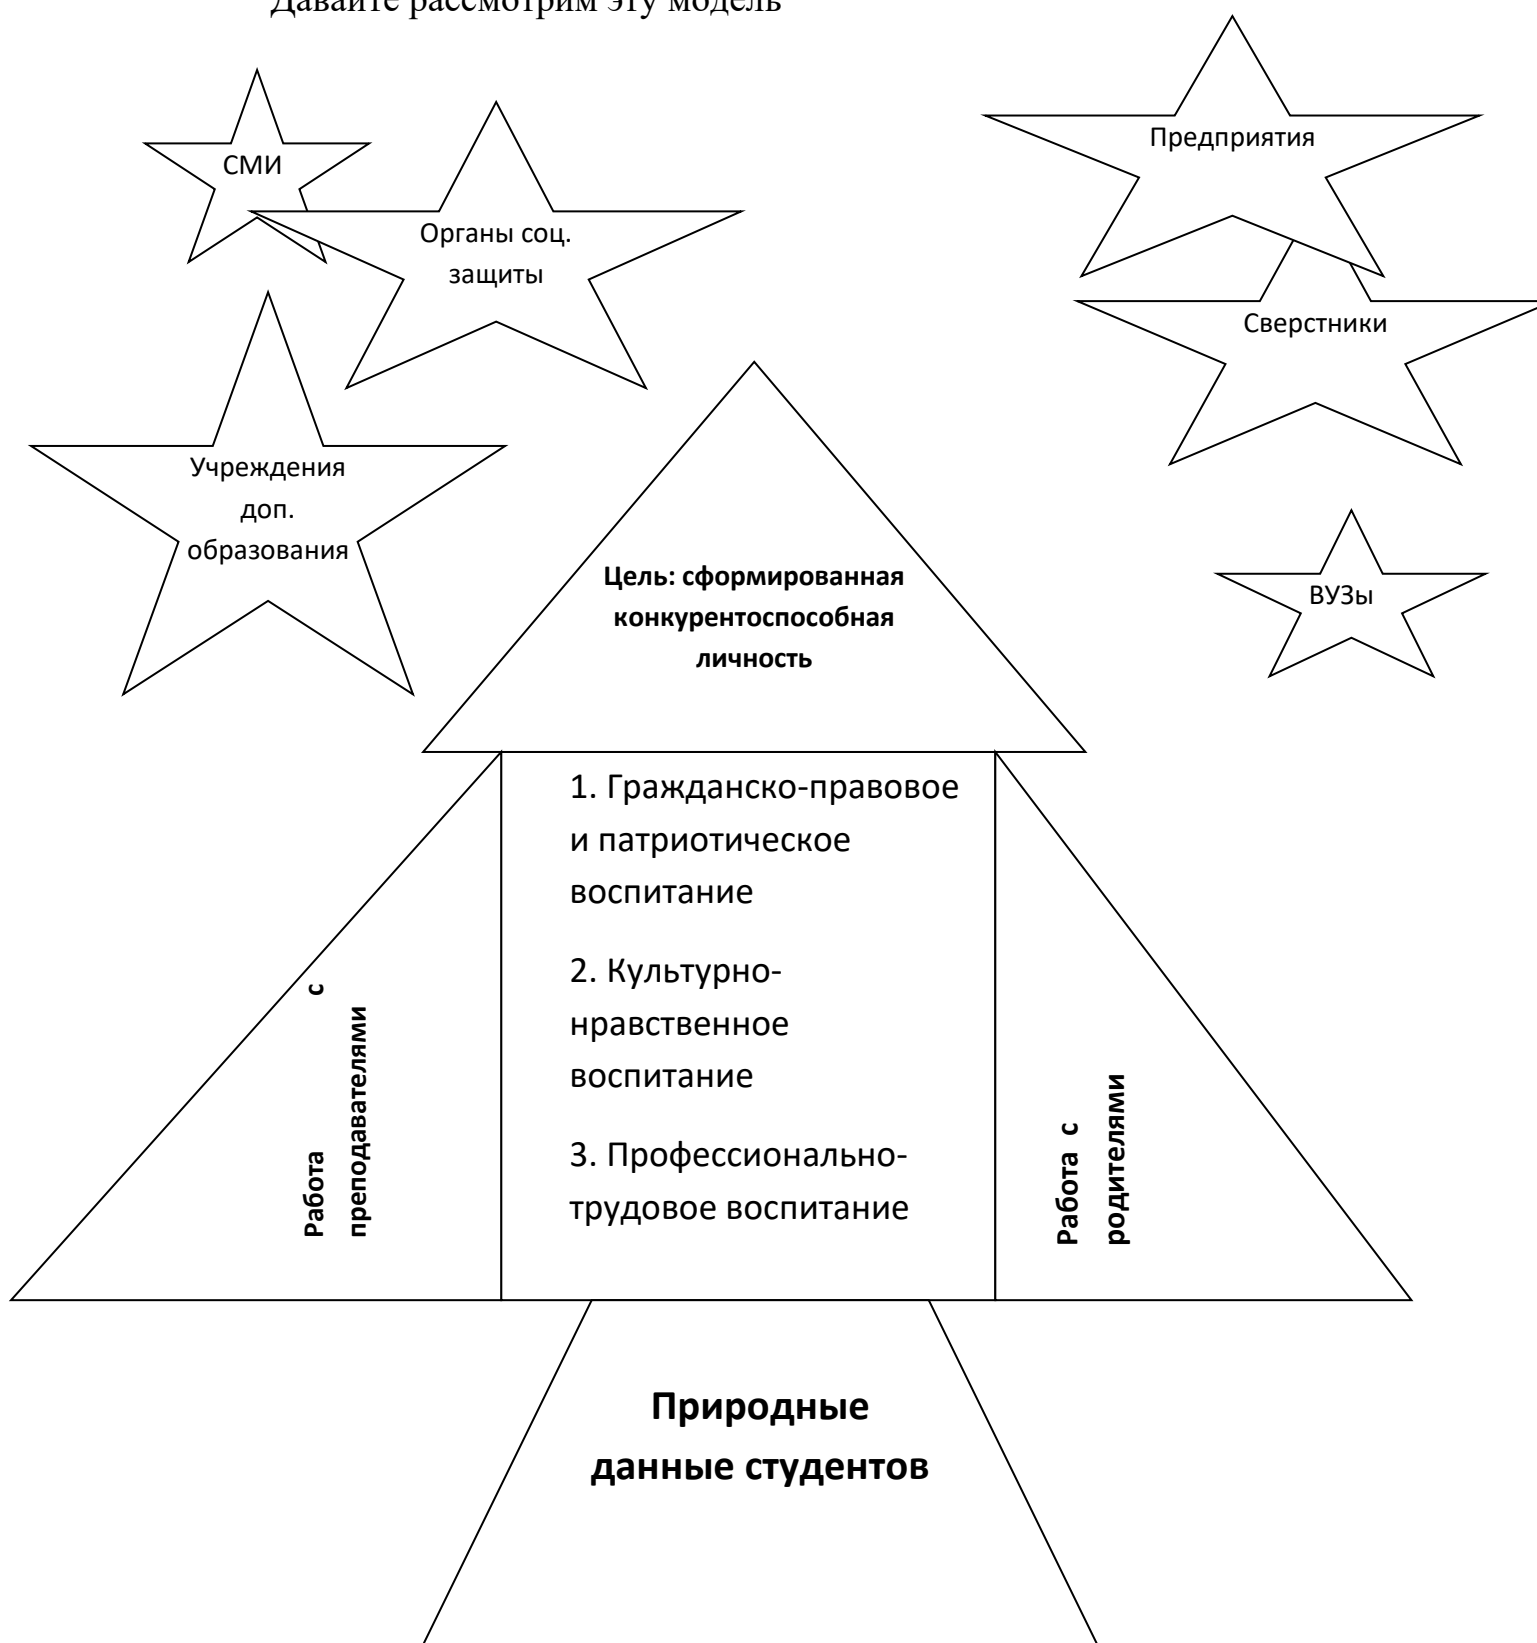 Давайте рассмотрим эту модель
СМИ
Органы соц.
защиты
Предприятия
Сверстники
Учреждения
доп.
образования
ВУЗы
Цель: сформированная
конкурентоспособная
личность
1. Гражданско-правовое
и патриотическое
воспитание
2. Культурно-
нравственное
воспитание
3. Профессионально-
трудовое воспитание
Работа с
преподавателями
Работа с
родителями
Природные
данные студентов